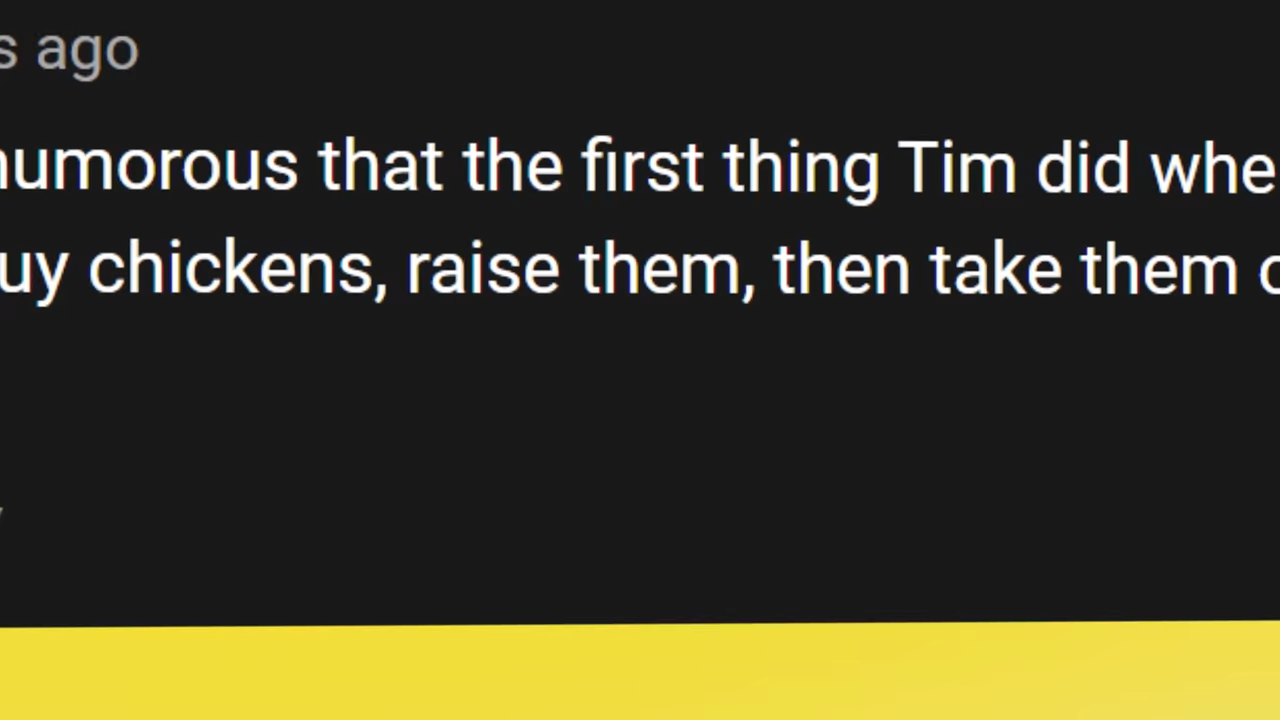 s ago
humorous that the first thing Tim did whe
uy chickens, raise them, then take them